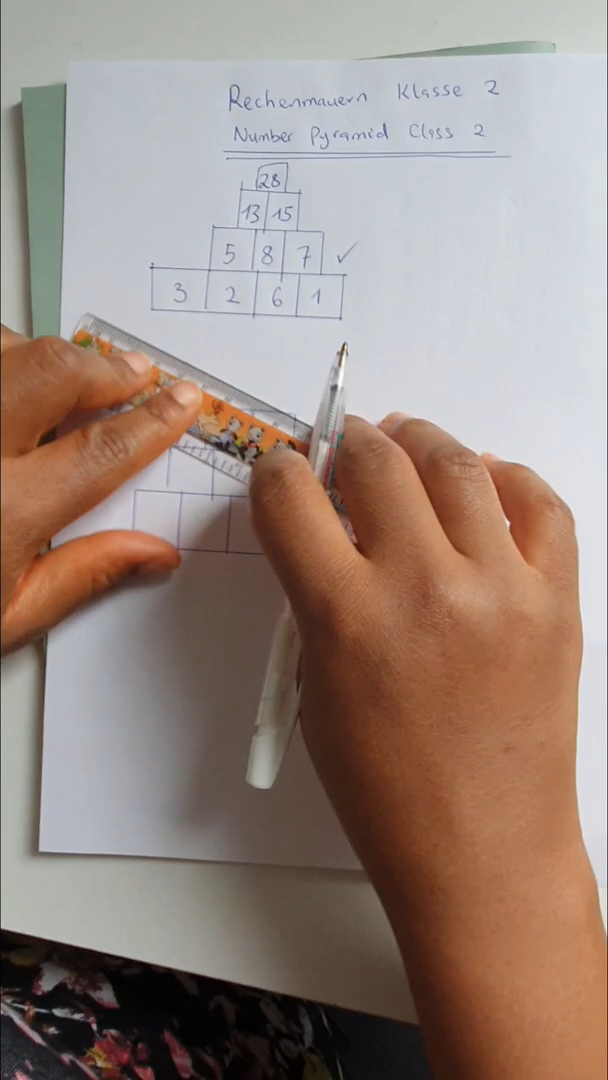 Rechenmauern Klasse 2
Number Pyramid Class 2
28
13 15
5 8 7 ✓
3 2 6 1